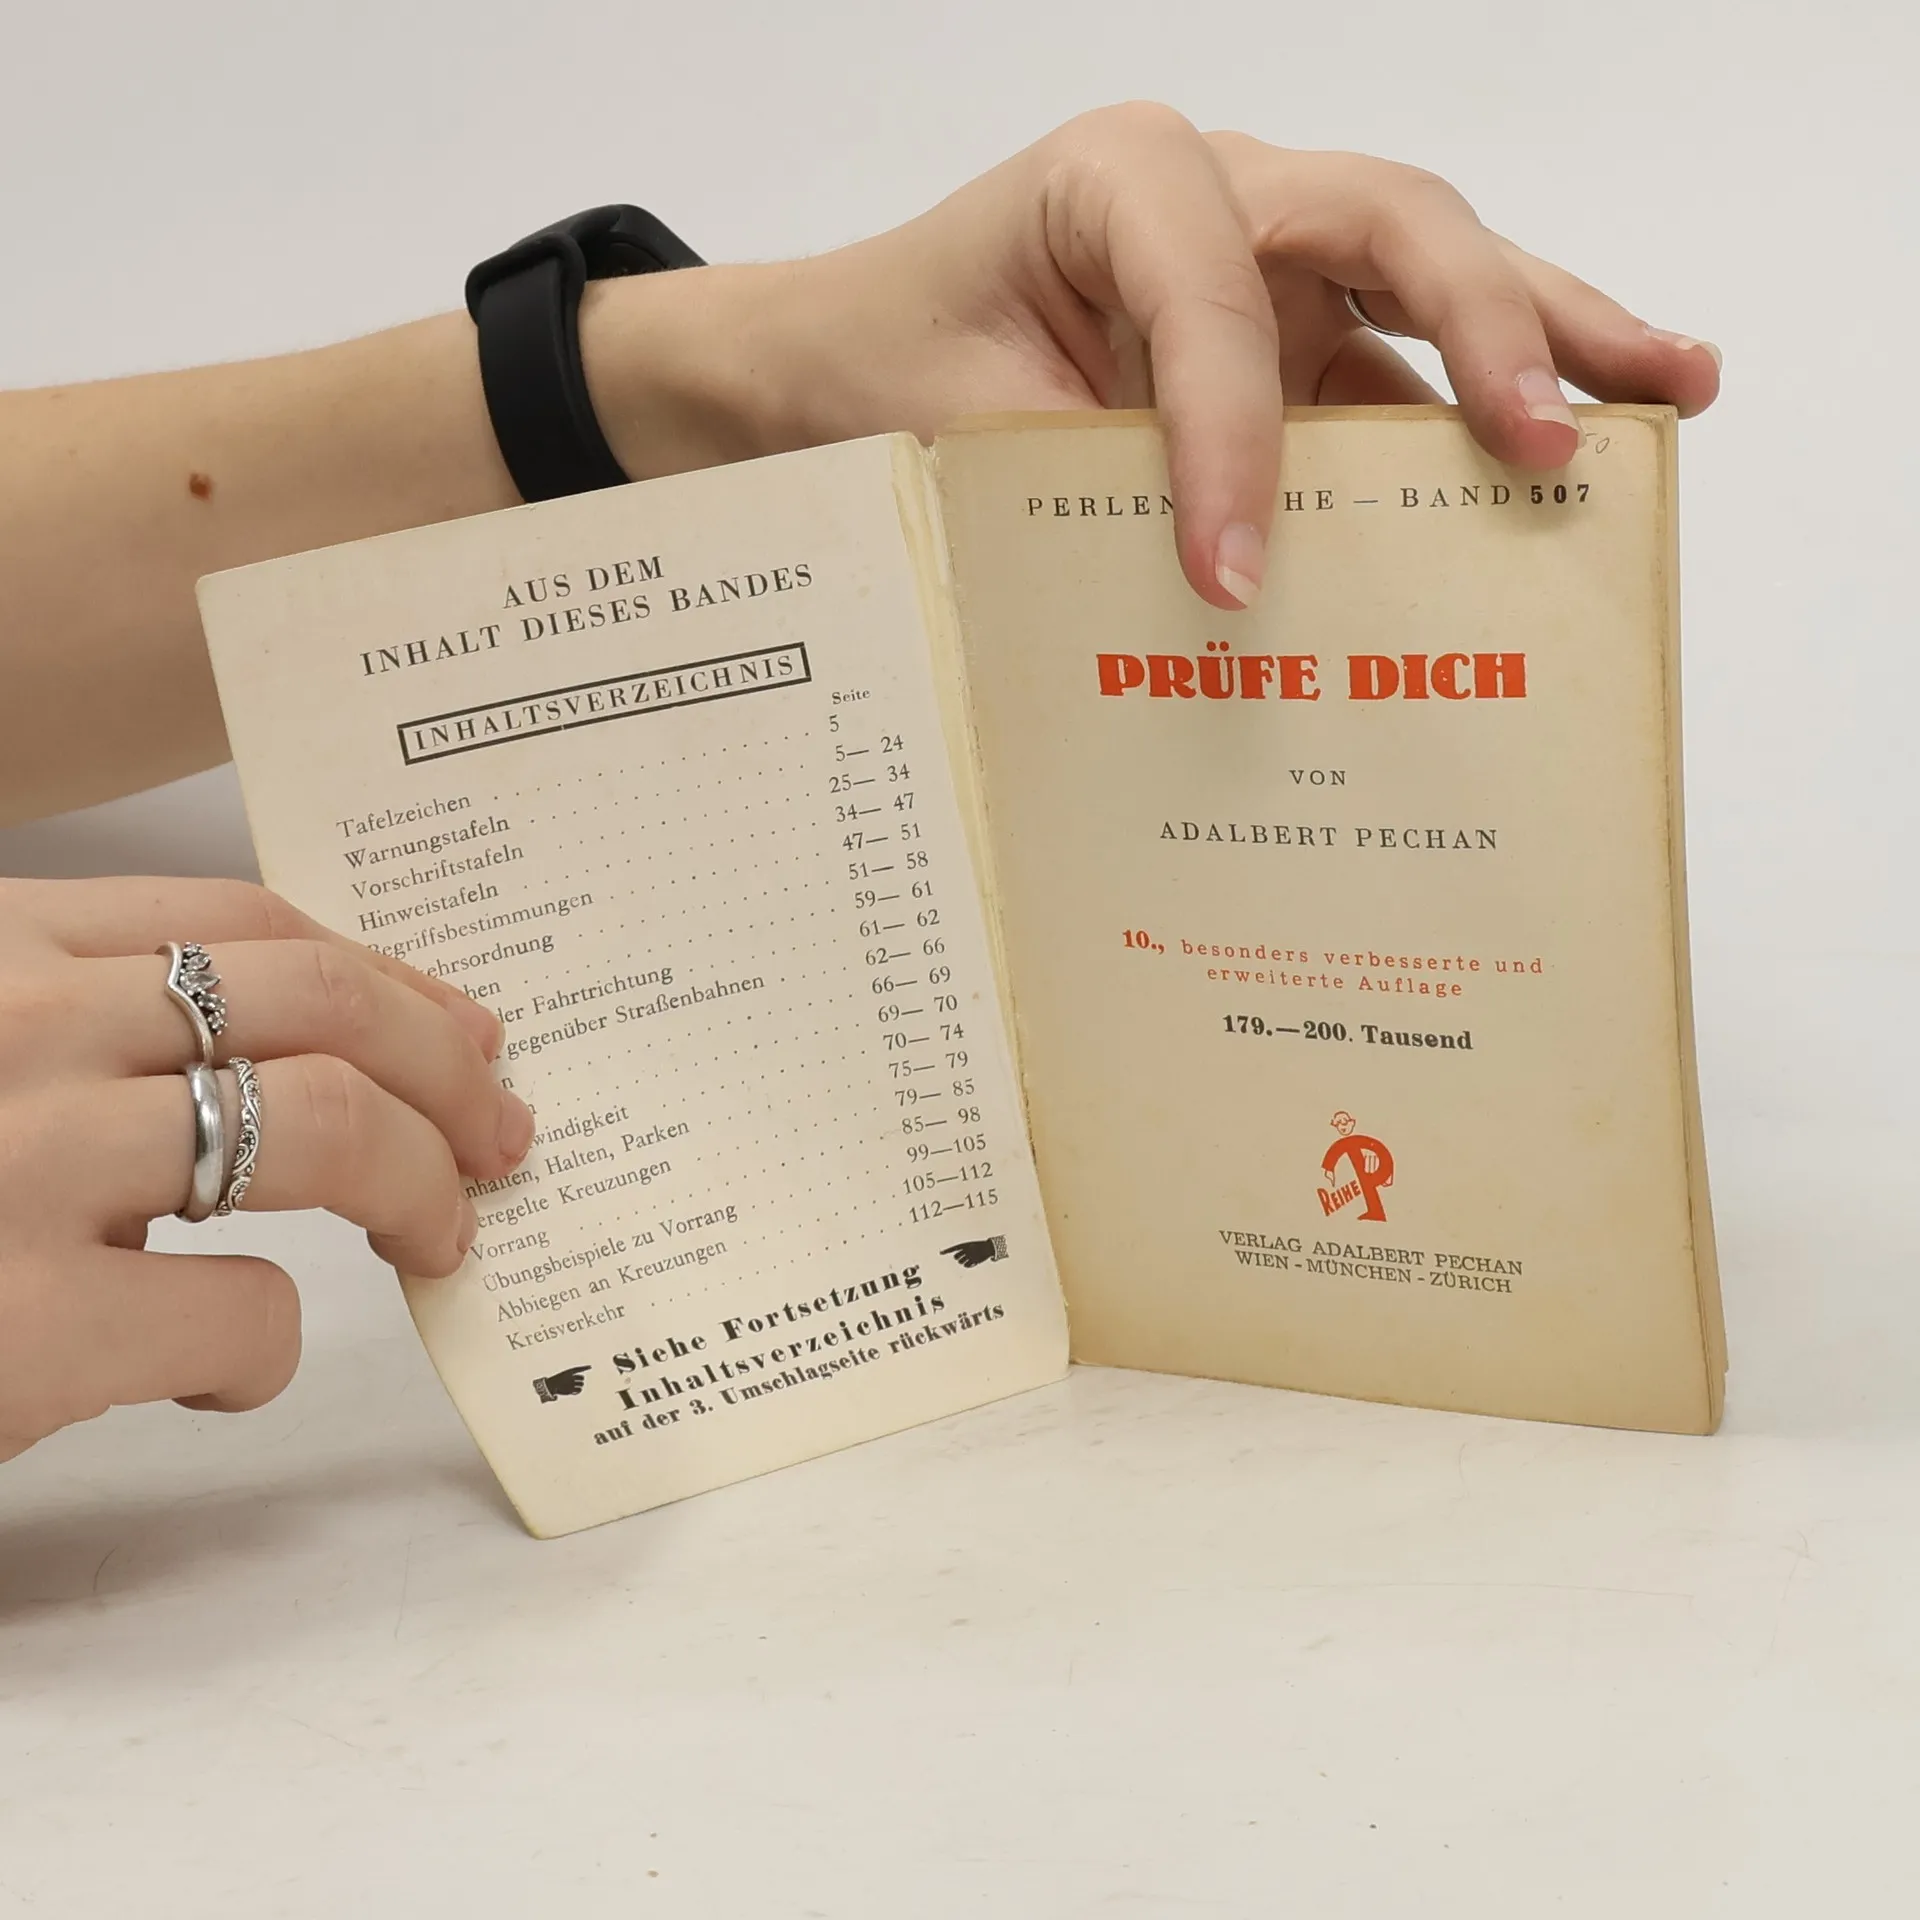 AUS DEM
INHALT DIESES BANDES
INHALTSVERZEICHNIS
Seite
Tafelzeichen . . . . . . . . . . . . 5
Warnungstafeln . . . . . . . . . . . 5— 24
Vorschriftstafeln . . . . . . . . . . 25— 34
Hinweistafeln . . . . . . . . . . . 34— 47
Begriffsbestimmungen . . . . . . . . 47— 51
ehrsordnung . . . . . . . . . 51— 58
hen . . . . . . . . . . . 59— 61
der Fahrtrichtung . . . . . . . 61— 62
gegenüber Straßenbahnen . . . . 62— 66
n . . . . . . . . . . . . 66— 69
. . . . . . . . . . . 69— 70
windigkeit . . . . . . . . 70— 74
nhalten, Halten, Parken . . . . . . . 75— 79
eregelte Kreuzungen . . . . . . . . 79— 85
Vorrang . . . . . . . . . . . . 85— 98
Übungsbeispiele zu Vorrang . . . . . . 99—105
Abbiegen an Kreuzungen . . . . . . . 105—112
Kreisverkehr . . . . . . . . . . . 112—115
Siehe Fortsetzung
Inhaltsverzeichnis
auf der 3. Umschlagseite rückwärts
PERLEN HE — BAND 507
PRÜFE DICH
VON
ADALBERT PECHAN
10., besonders verbesserte und
erweiterte Auflage
179.—200. Tausend
REIHE P
VERLAG ADALBERT PECHAN
WIEN - MÜNCHEN - ZÜRICH